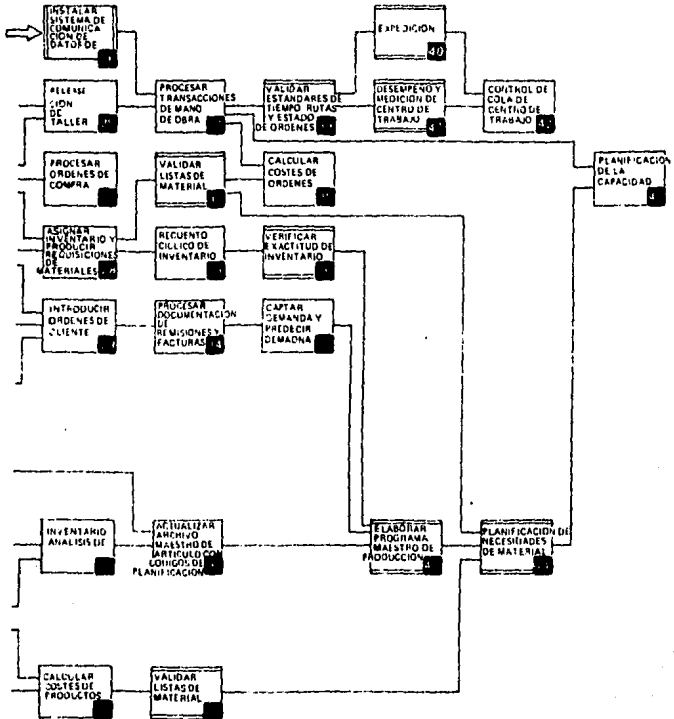 INSTALAR
SISTEMA DE
COMUNICA
CION DE
DATOS DE
EXPEDICION
40
RELEASE
CION
DE
TALLER
PROCESAR
TRANSACCIONES
DE MANO
DE OBRA
VALIDAR
ESTANDARES DE
TIEMPO RUTAS
Y ESTADO
DE ORDENES
DESEMPEÑO Y
MEDICION DE
CENTRO DE
TRABAJO
CONTROL DE
COLA DE
CENTRO DE
TRABAJO
PROCESAR
ORDENES DE
COMPRA
VALIDAR
LISTAS DE
MATERIAL
CALCULAR
COSTES DE
ORDENES
PLANIFICACION
DE LA
CAPACIDAD
ASIGNAR
INVENTARIO Y
PRODUCIR
REQUISICIONES
DE
MATERIALES
RECUENTO
CICLICO DE
INVENTARIO
VERIFICAR
EXACTITUD DE
INVENTARIO
INTRODUCIR
ORDENES DE
CLIENTE
PROCESAR
DOCUMENTACION
DE
REMISIONES Y
FACTURAS
CAPTAR
DEMANDA Y
PREDECIR
DEMADNA
INVENTARIO
ANALISIS DE
ACTUALIZAR
ARCHIVO
MAESTRO DE
ARTICULO CON
CODIGOS DE
PLANIFICACION
ELABORAR
PROGRAMA
MAESTRO DE
PRODUCCION
PLANIFICACION DE
NECESIDADES
DE MATERIAL
CALCULAR
COSTES DE
PRODUCTOS
VALIDAR
LISTAS DE
MATERIAL